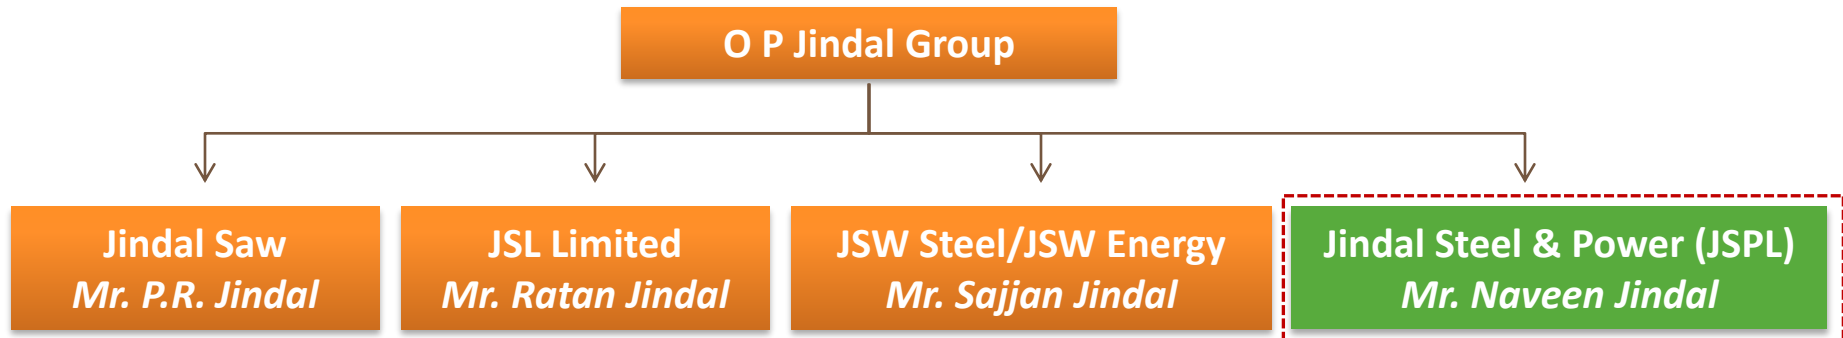 O P Jindal Group
Jindal Saw
Mr. P.R. Jindal
JSL Limited
Mr. Ratan Jindal
JSW Steel/JSW Energy
Mr. Sajjan Jindal
Jindal Steel & Power (JSPL)
Mr. Naveen Jindal